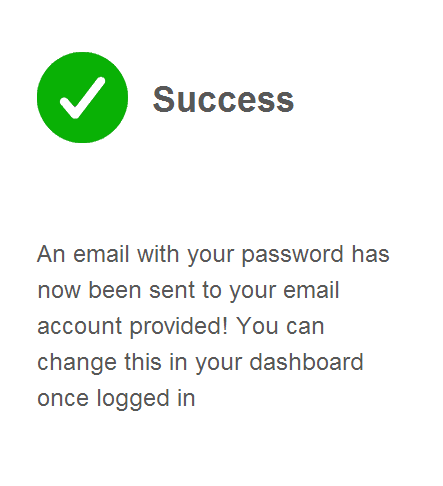 Success
An email with your password has
now been sent to your email
account provided! You can
change this in your dashboard
once logged in